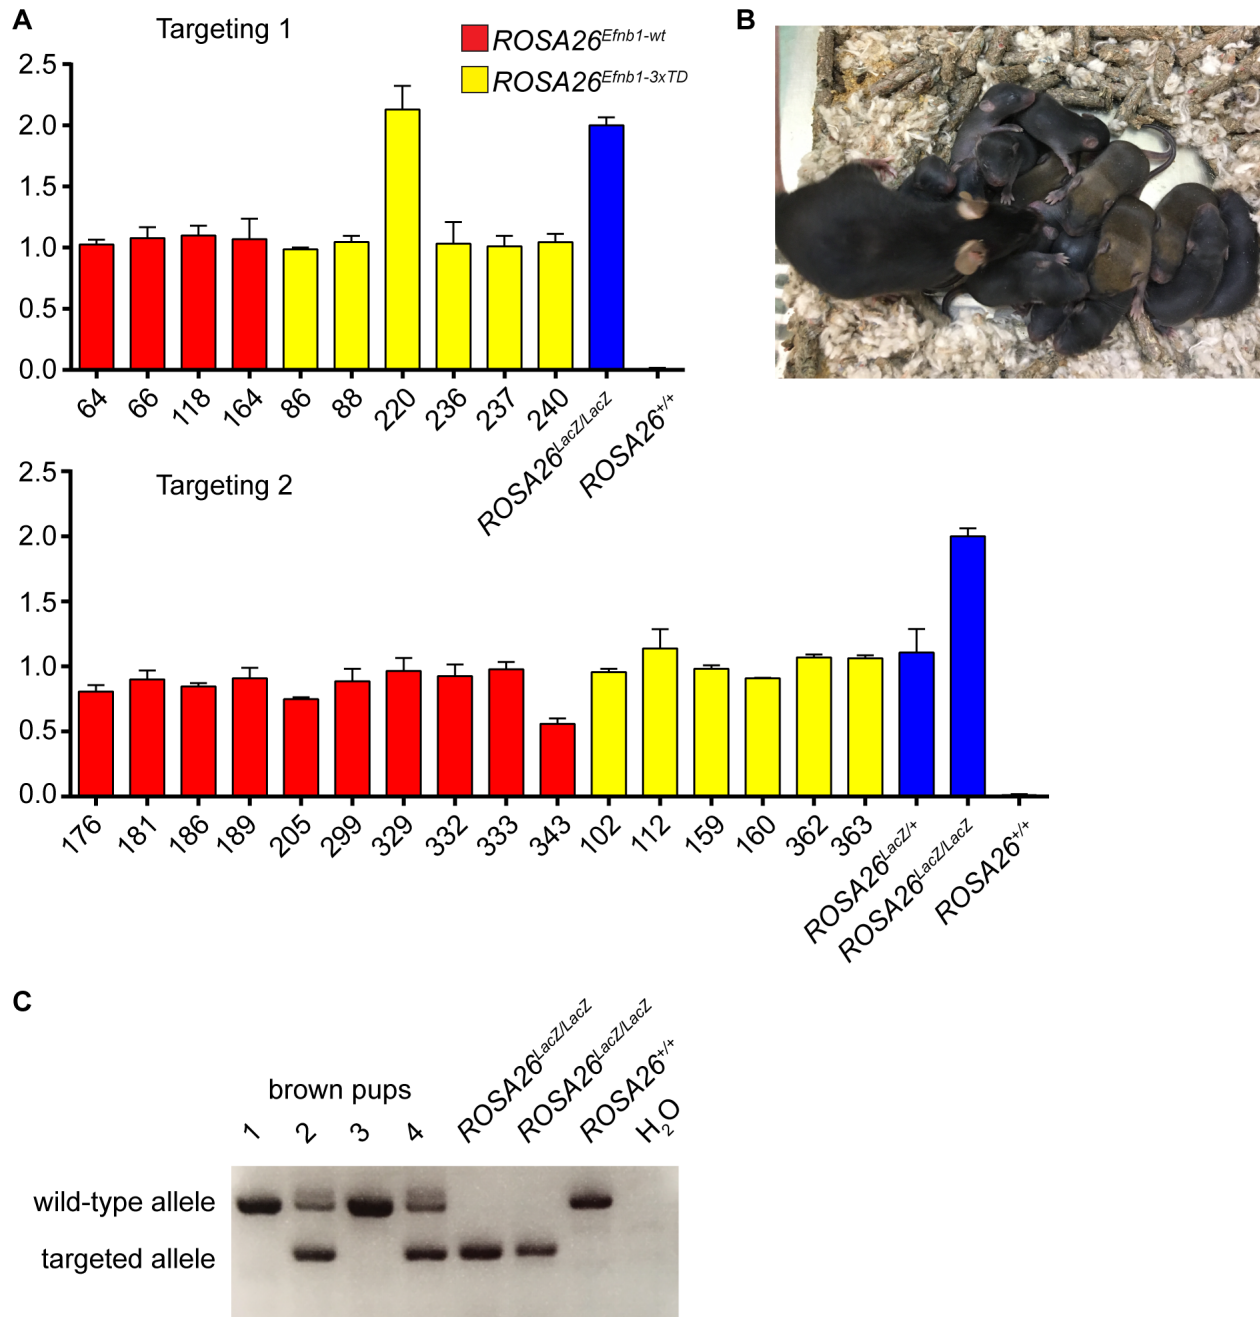 A
Targeting 1
ROSA26Efnb1-wt
ROSA26Efnb1-3xTD
2.5
2.0
1.5
1.0
0.5
0.0
64 66 118 164 86 88 220 236 237 240 ROSA26LacZ/LacZ ROSA26+/+
B
Targeting 2
2.5
2.0
1.5
1.0
0.5
0.0
176 181 186 189 205 299 329 332 333 343 102 112 159 160 362 363 ROSA26LacZ/+ ROSA26LacZ/LacZ ROSA26+/+
C
brown pups
1 2 3 4 ROSA26LacZ/LacZ ROSA26LacZ/LacZ ROSA26+/+ H2O
wild-type allele
targeted allele